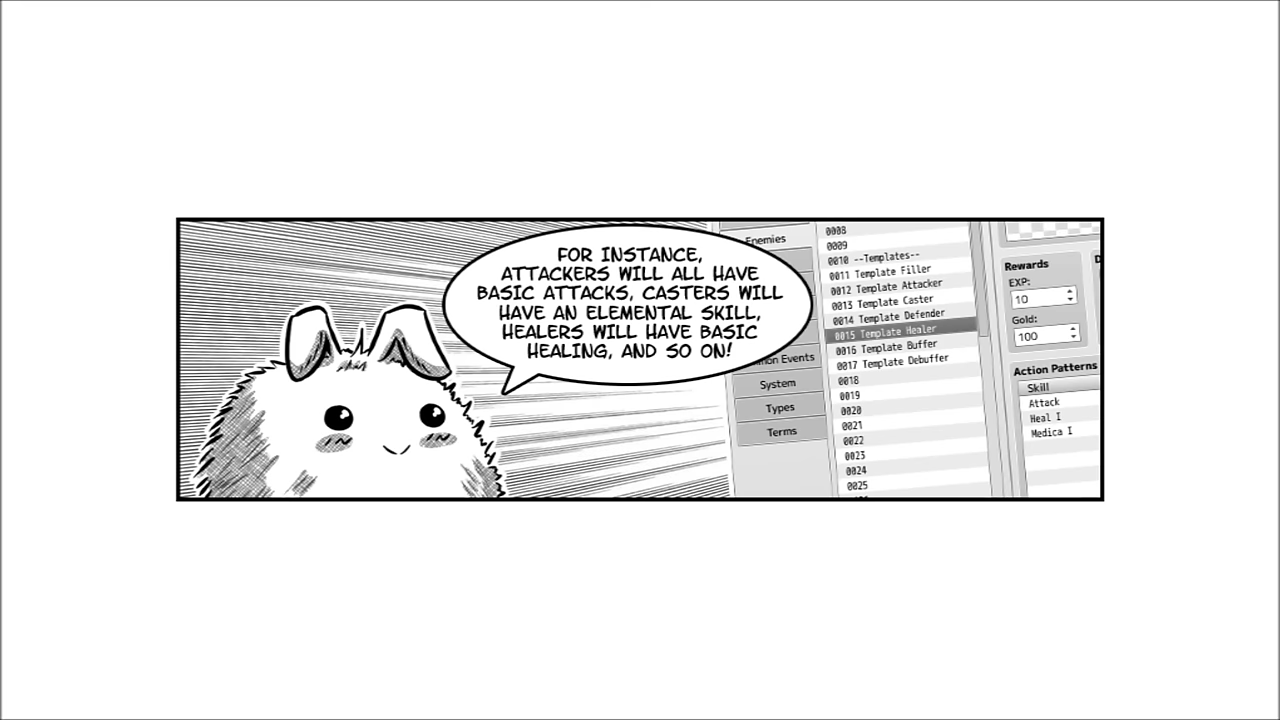 FOR INSTANCE,
ATTACKERS WILL ALL HAVE
BASIC ATTACKS, CASTERS WILL
HAVE AN ELEMENTAL SKILL,
HEALERS WILL HAVE BASIC
HEALING, AND SO ON!
Enemies
mon Events
System
Types
Terms
0008
0009
0010 --Templates--
0011 Template Filler
0012 Template Attacker
0013 Template Caster
0014 Template Defender
0015 Template Healer
0016 Template Buffer
0017 Template Debuffer
0018
0019
0020
0021
0022
0023
0024
0025
Rewards
EXP:
10
Gold:
100
Action Patterns
Skill
Attack
Heal I
Medica I